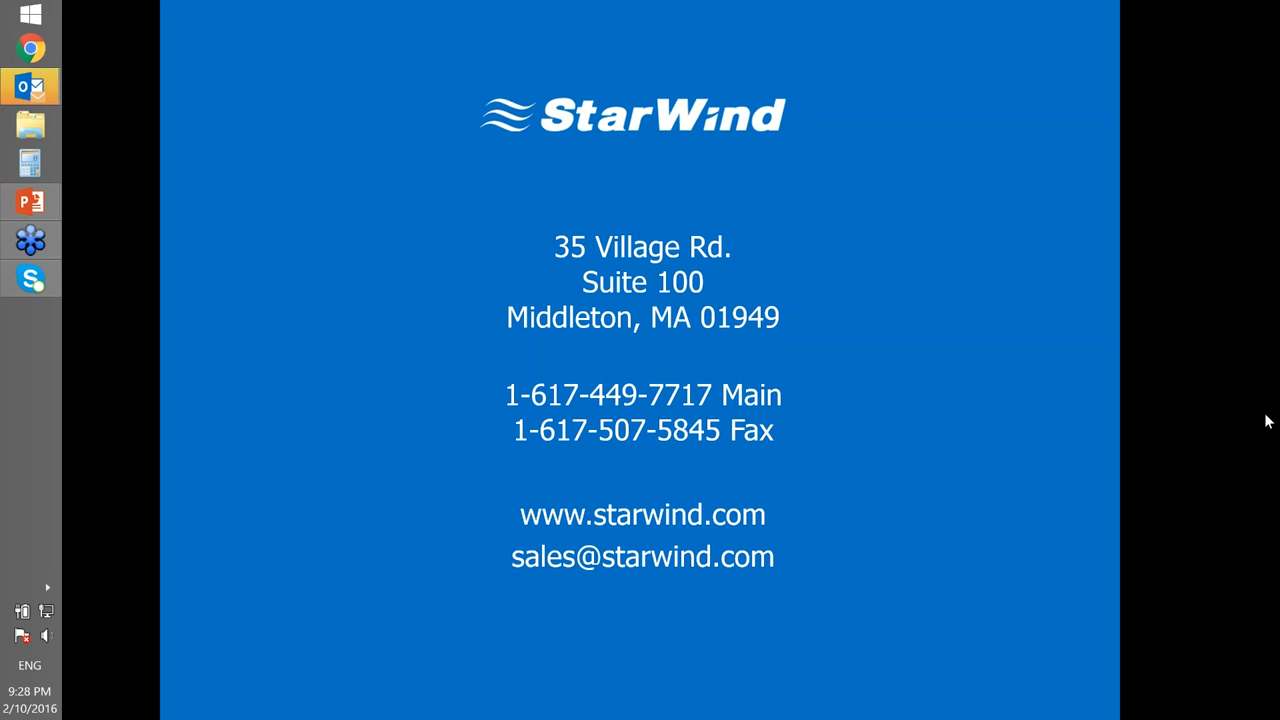 StarWind
35 Village Rd.
Suite 100
Middleton, MA 01949
1-617-449-7717 Main
1-617-507-5845 Fax
www.starwind.com
sales@starwind.com
ENG
9:28 PM
2/10/2016